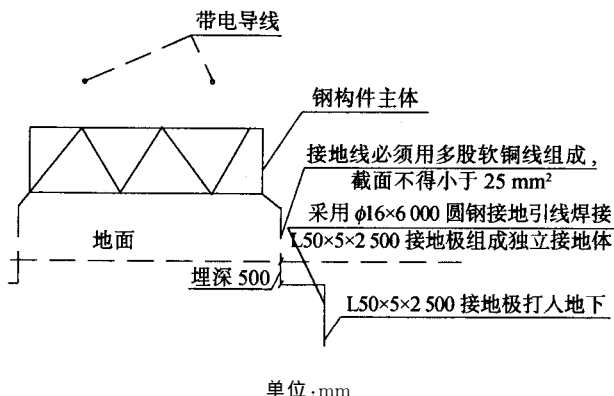 带电导线
钢构件主体
接地线必须用多股软铜线组成，
截面不得小于 25 mm²
采用 ϕ16×6 000 圆钢接地引线焊接
地面
L50×5×2 500 接地极组成独立接地体
埋深 500
L50×5×2 500 接地极打人地下
单位:mm